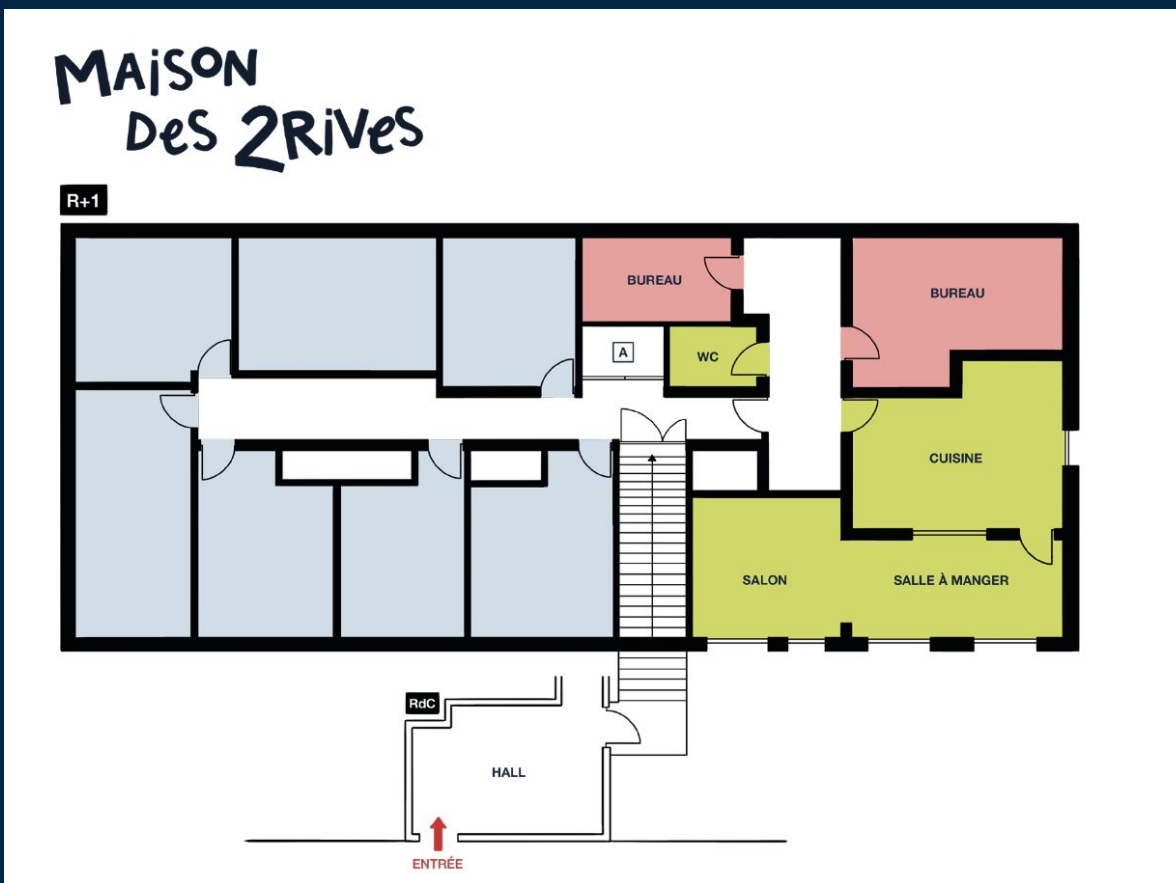 MAiSON
DeS 2RiVeS
R+1
BUREAU
BUREAU
A
WC
CUISINE
SALON
SALLE À MANGER
RdC
HALL
ENTRÉE